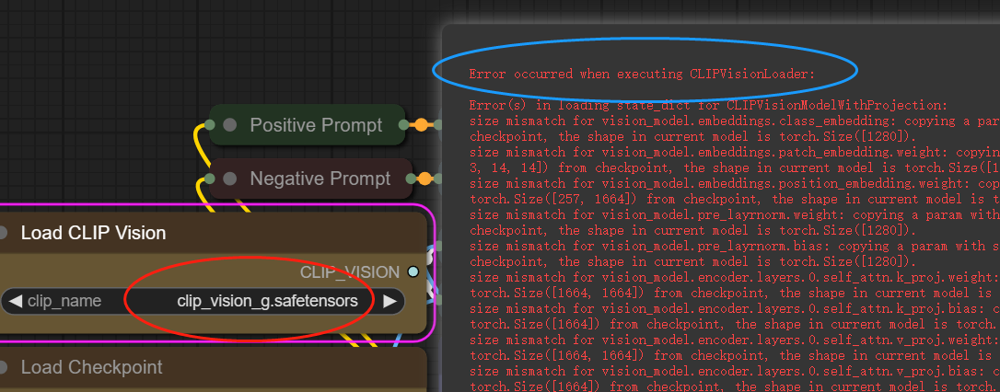 Positive Prompt
Negative Prompt
Load CLIP Vision
CLIP_VISION
clip_name
clip_vision_g.safetensors
Load Checkpoint
Error occurred when executing CLIPVisionLoader:
Error(s) in loading state_dict for CLIPVisionModelWithProjection:
size mismatch for vision_model.embeddings.class_embedding: copying a para
checkpoint, the shape in current model is torch.Size([1280]).
size mismatch for vision_model.embeddings.patch_embedding.weight: copyin
3, 14, 14]) from checkpoint, the shape in current model is torch.Size([1
size mismatch for vision_model.embeddings.position_embedding.weight: cop
torch.Size([257, 1664]) from checkpoint, the shape in current model is t
size mismatch for vision_model.pre_layrnorm.weight: copying a param with
checkpoint, the shape in current model is torch.Size([1280]).
size mismatch for vision_model.pre_layrnorm.bias: copying a param with s
checkpoint, the shape in current model is torch.Size([1280]).
size mismatch for vision_model.encoder.layers.0.self_attn.k_proj.weight:
torch.Size([1664, 1664]) from checkpoint, the shape in current model is
size mismatch for vision_model.encoder.layers.0.self_attn.k_proj.bias: c
torch.Size([1664]) from checkpoint, the shape in current model is torch.
size mismatch for vision_model.encoder.layers.0.self_attn.v_proj.weight:
torch.Size([1664, 1664]) from checkpoint, the shape in current model is
size mismatch for vision_model.encoder.layers.0.self_attn.v_proj.bias: c
torch.Size([1664]) from checkpoint, the shape in current model is torch.